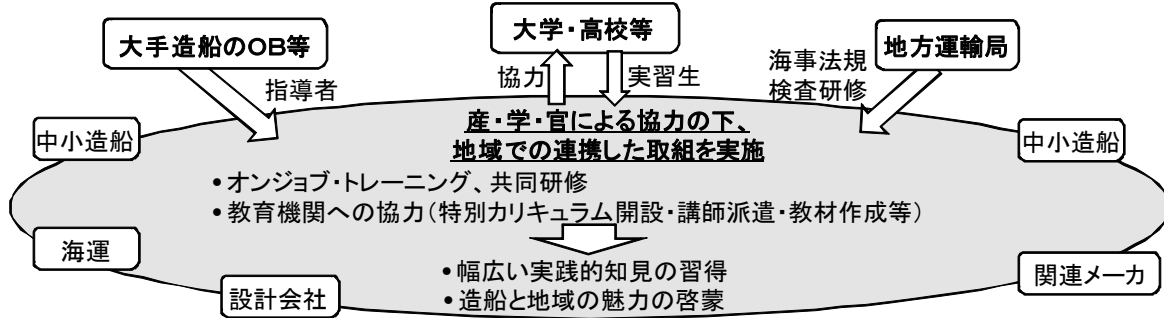 大手造船のOB等
大学・高校等
地方運輸局
指導者
協力
実習生
海事法規
検査研修
中小造船
産・学・官による協力の下、
地域での連携した取組を実施
中小造船
•オンジョブ・トレーニング、共同研修
•教育機関への協力（特別カリキュラム開設・講師派遣・教材作成等）
海運
•幅広い実践的知見の習得
関連メーカ
設計会社
•造船と地域の魅力の啓蒙